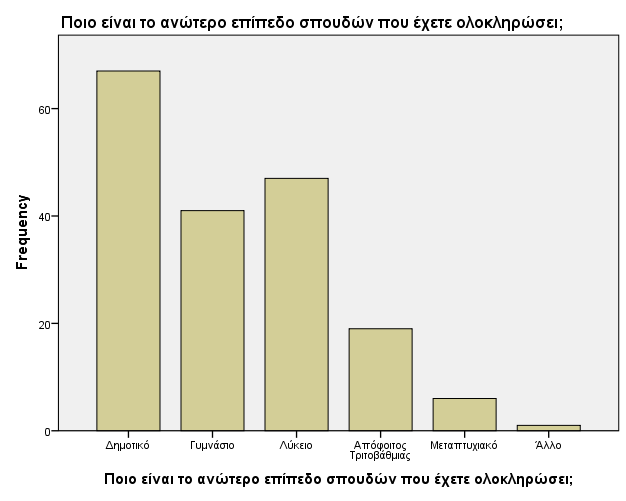 Ποιο είναι το ανώτερο επίπεδο σπουδών που έχετε ολοκληρώσει;
60
40
20
0
Frequency
Δημοτικό
Γυμνάσιο
Λύκειο
Απόφοιτος
Τριτοβάθμιας
Μεταπτυχιακό
Άλλο
Ποιο είναι το ανώτερο επίπεδο σπουδών που έχετε ολοκληρώσει;